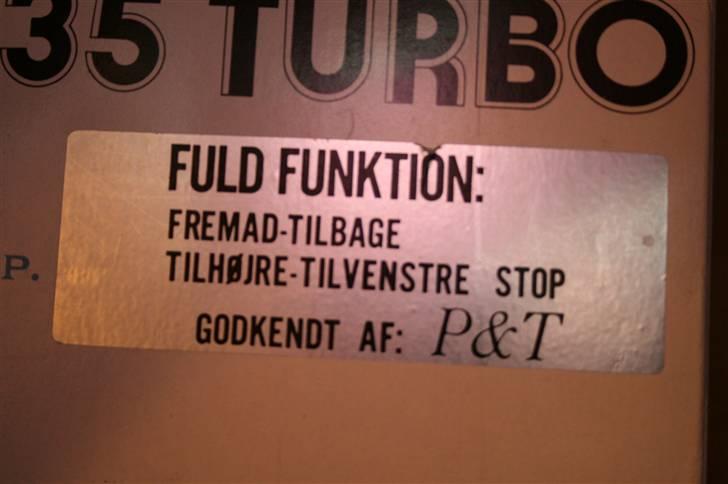 35 TURBO
FULD FUNKTION:
FREMAD-TILBAGE
P.
TILHØJRE-TILVENSTRE STOP
GODKENDT AF: P&T